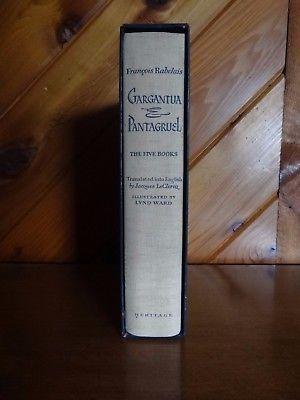 François Rabelais
GARGANTUA
&
PANTAGRUEL
THE FIVE BOOKS
Translated into English
by Jacques LeClercq
ILLUSTRATED BY
LYND WARD
HERITAGE